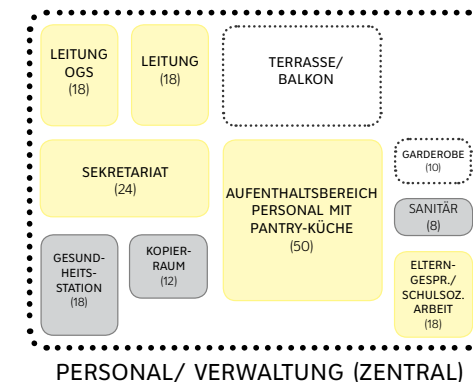 LEITUNG
OGS
(18)
LEITUNG
(18)
TERRASSE/
BALKON
SEKRETARIAT
(24)
AUFENTHALTSBEREICH
PERSONAL MIT
PANTRY-KÜCHE
(50)
GARDEROBE
(10)
SANITÄR
(8)
GESUND-
HEITS-
STATION
(18)
KOPIER-
RAUM
(12)
ELTERN-
GESPR./
SCHULSOZ.
ARBEIT
(18)
PERSONAL/ VERWALTUNG (ZENTRAL)